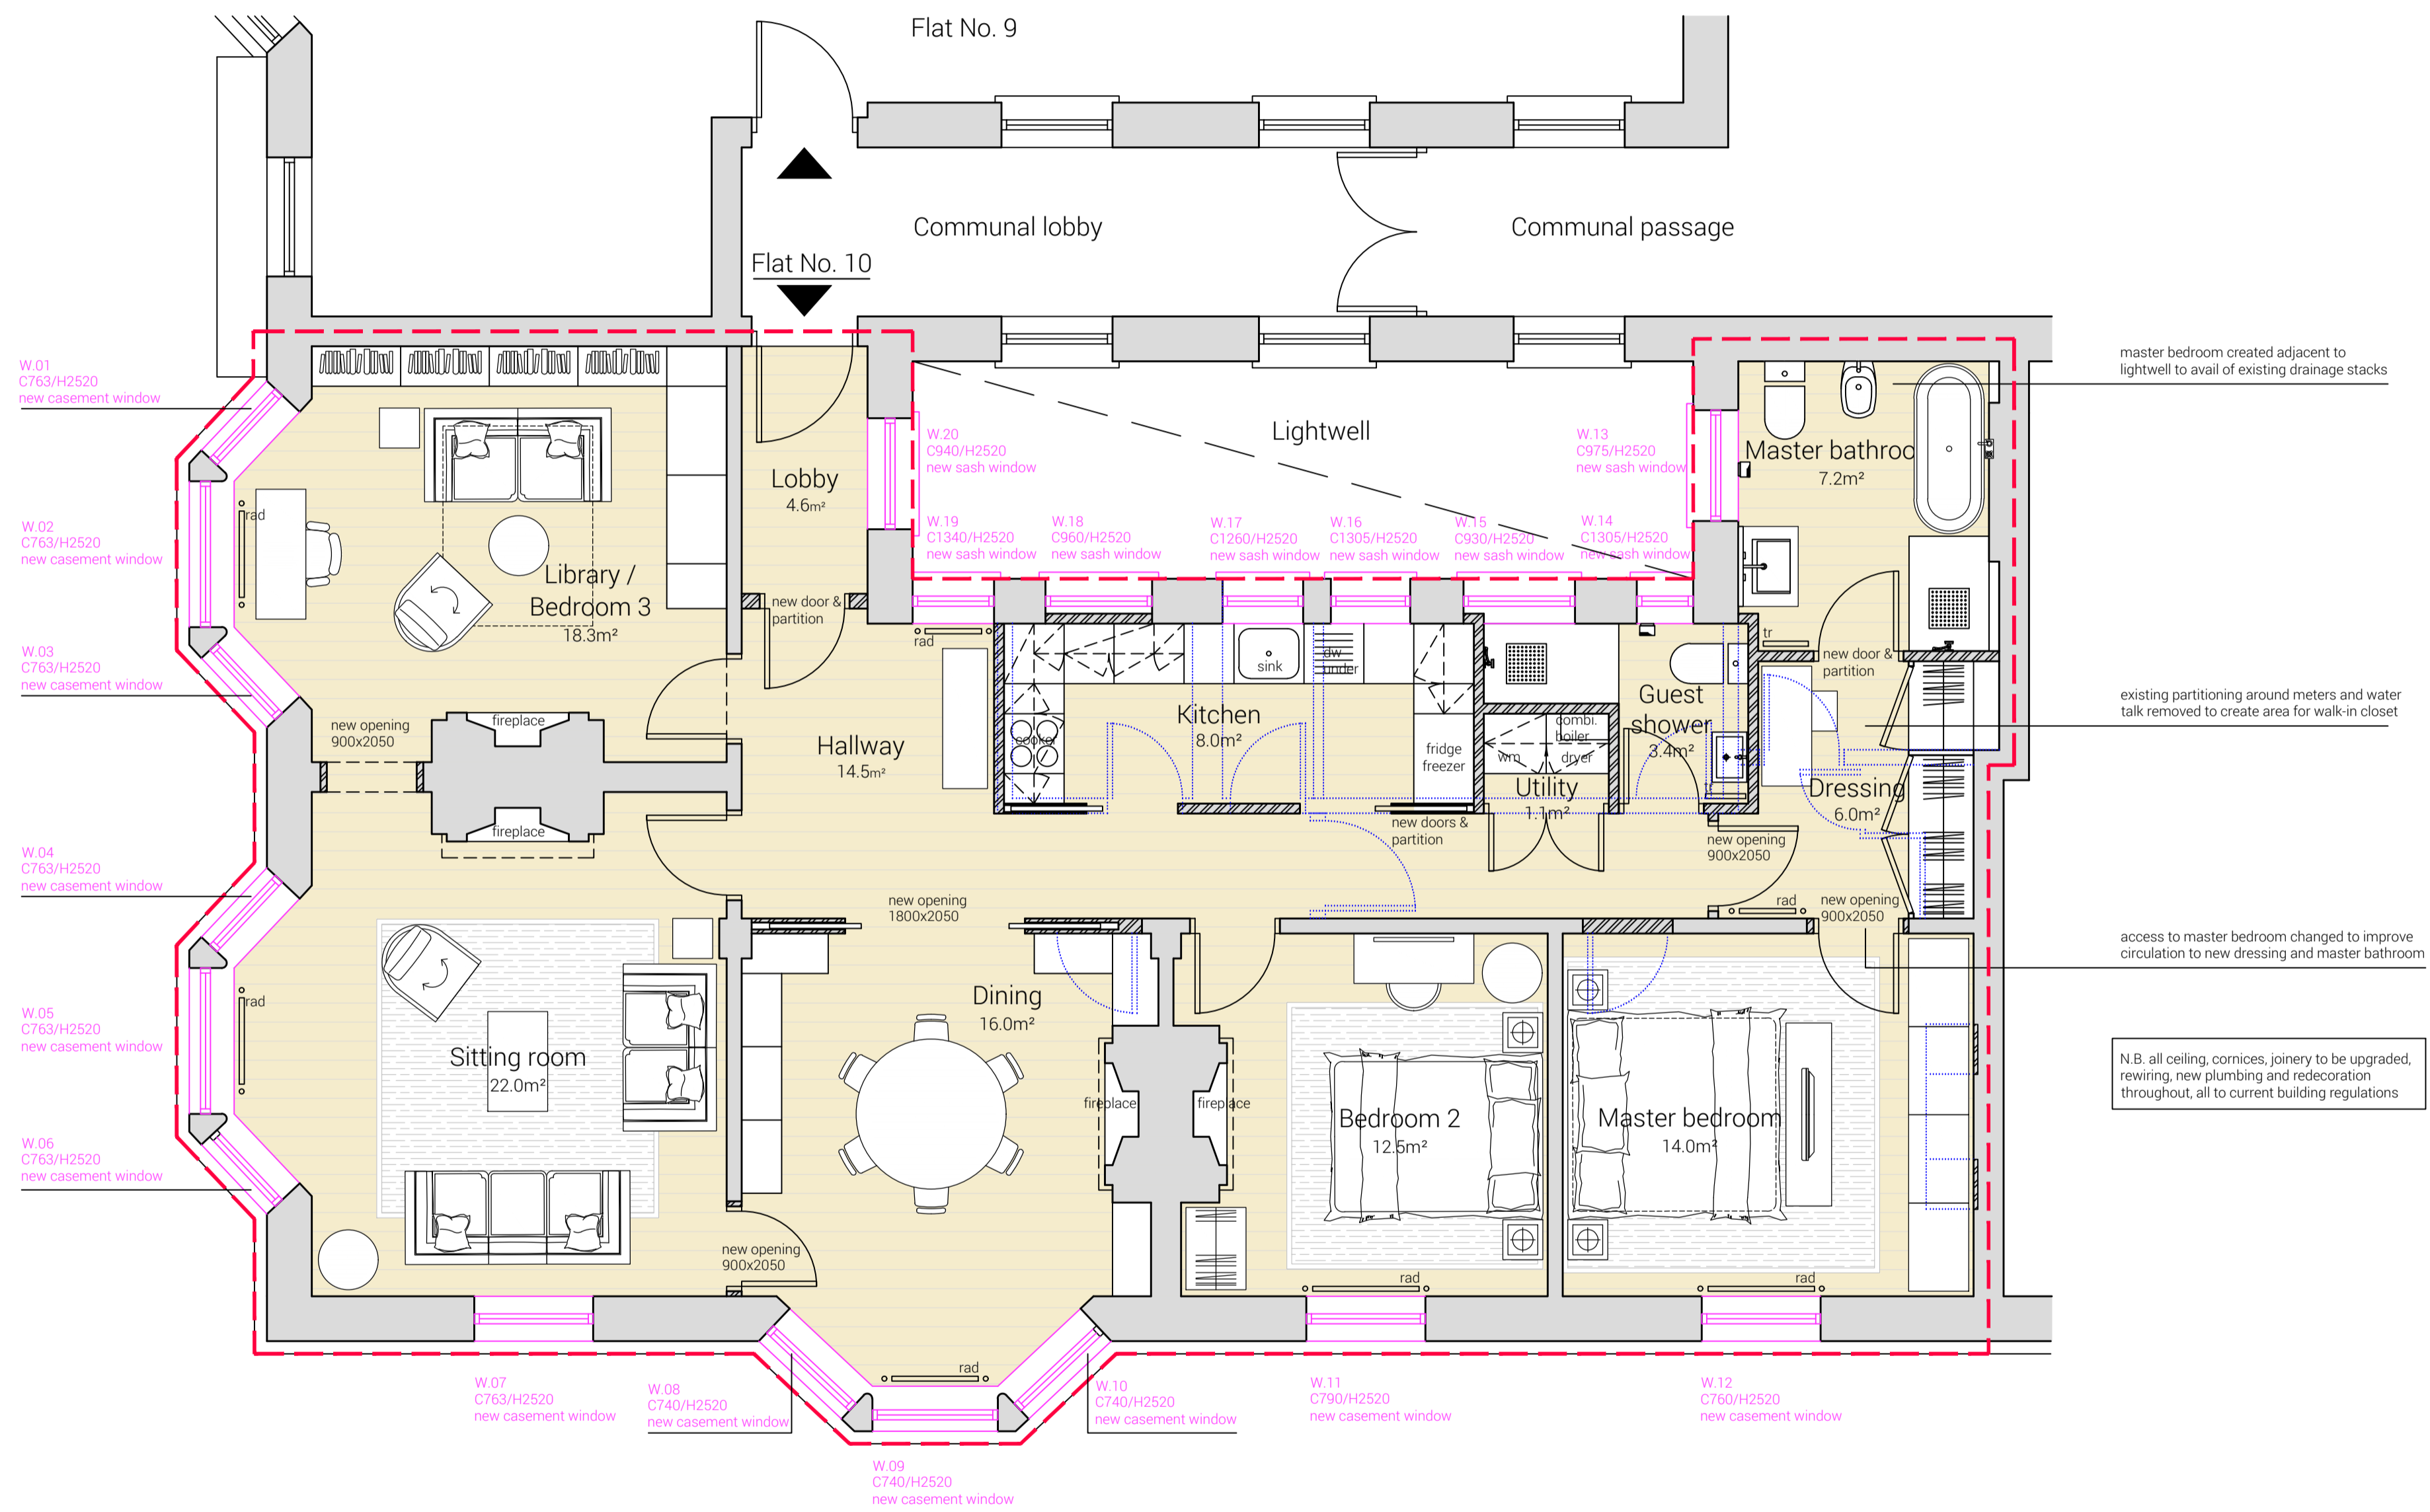 Flat No. 9
Communal lobby
Communal passage
Flat No. 10
W.01
C763/H2520
new casement window
master bedroom created adjacent to
lightwell to avail of existing drainage stacks
Lightwell
W.20
C940/H2520
new sash window
W.13
C975/H2520
new sash window
Master bathroo
7.2m²
Lobby
4.6m²
rad
W.02
C763/H2520
new casement window
W.19
C1340/H2520
new sash window
W.18
C960/H2520
new sash window
W.17
C1260/H2520
new sash window
W.16
C1305/H2520
new sash window
W.15
C930/H2520
new sash window
W.14
C1305/H2520
new sash window
Library /
Bedroom 3
18.3m²
new door &
partition
rad
W.03
C763/H2520
new casement window
sink
dw
under
tr
new door &
partition
Guest
shower
3.4m²
existing partitioning around meters and water
talk removed to create area for walk-in closet
new opening
900x2050
fireplace
Kitchen
8.0m²
cooker
Hallway
14.5m²
fridge
freezer
combi.
boiler
wm
dryer
Utility
1.1m²
Dressing
6.0m²
fireplace
new doors &
partition
new opening
900x2050
W.04
C763/H2520
new casement window
new opening
1800x2050
rad
new opening
900x2050
access to master bedroom changed to improve
circulation to new dressing and master bathroom
rad
W.05
C763/H2520
new casement window
Dining
16.0m²
Sitting room
22.0m²
N.B. all ceiling, cornices, joinery to be upgraded,
rewiring, new plumbing and redecoration
throughout, all to current building regulations
fireplace
fireplace
Bedroom 2
12.5m²
Master bedroom
14.0m²
W.06
C763/H2520
new casement window
new opening
900x2050
rad
rad
rad
W.07
C763/H2520
new casement window
W.08
C740/H2520
new casement window
W.10
C740/H2520
new casement window
W.11
C790/H2520
new casement window
W.12
C760/H2520
new casement window
W.09
C740/H2520
new casement window